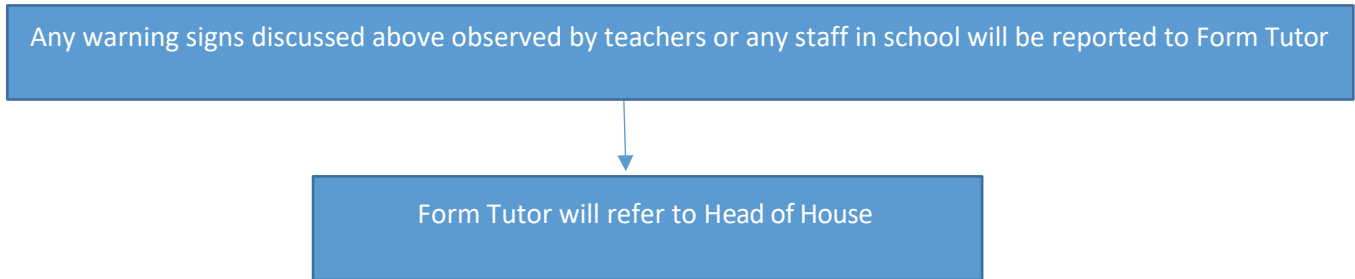 Any warning signs discussed above observed by teachers or any staff in school will be reported to Form Tutor
Form Tutor will refer to Head of House